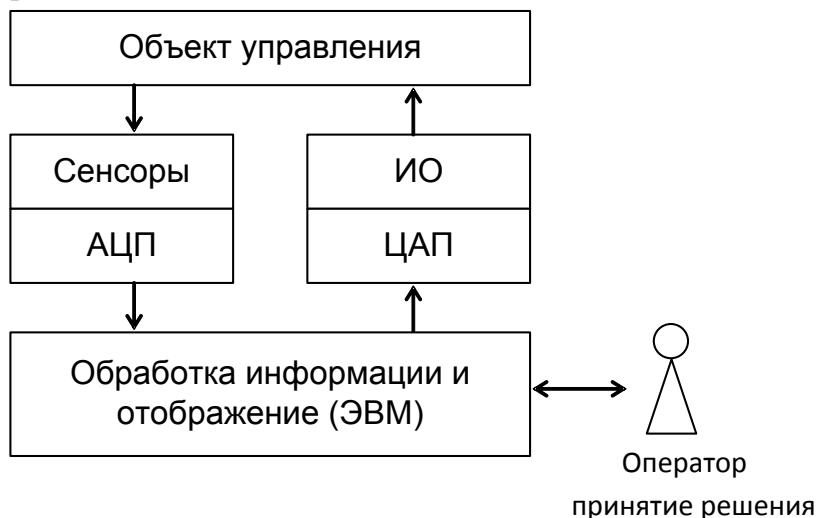 Объект управления
Сенсоры
ИО
АЦП
ЦАП
Обработка информации и
отображение (ЭВМ)
Оператор
принятие решения